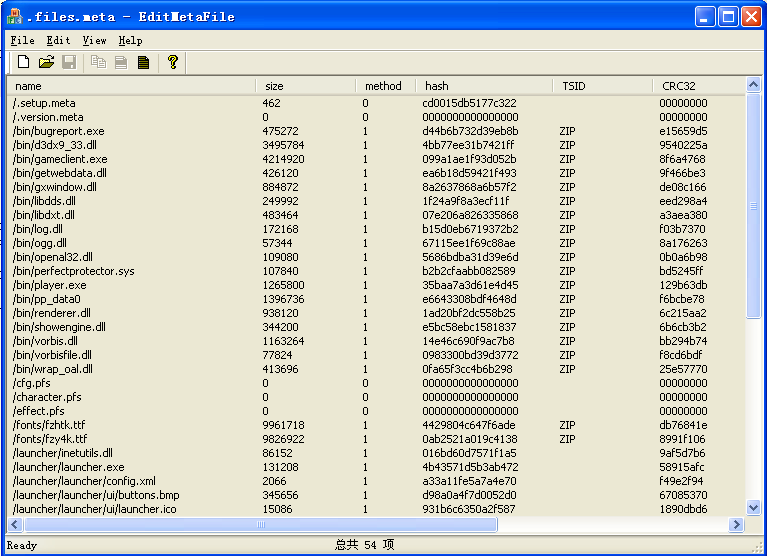 .files.meta - EditMetaFile
File Edit View Help
name size method hash TSID CRC32
/.setup.meta 462 0 cd0015db5177c322 00000000
/.version.meta 0 0 0000000000000000 00000000
/bin/bugreport.exe 475272 1 d44b6b732d39eb8b ZIP e15659d5
/bin/d3dx9_33.dll 3495784 1 4bb77ee31b7421ff ZIP 9540225a
/bin/gameclient.exe 4214920 1 099a1ae1f93d052b ZIP 8f6a4768
/bin/getwebdata.dll 426120 1 ea6b18d59421f493 ZIP 9f466be3
/bin/gxwindow.dll 884872 1 8a2637868a6b57f2 ZIP de08c166
/bin/libdds.dll 249992 1 1f24a9f8a3ecf11f ZIP eed298a4
/bin/libdxt.dll 483464 1 07e206a826335868 ZIP a3aea380
/bin/log.dll 172168 1 b15d0eb6719372b2 ZIP f03b7370
/bin/ogg.dll 57344 1 67115ee1f69c88ae ZIP 8a176263
/bin/openal32.dll 109080 1 5686bdba31d39e6d ZIP 0b0a6b98
/bin/perfectprotector.sys 107840 1 b2b2cfaabb082589 ZIP bd5245ff
/bin/player.exe 1265800 1 35baa7a3d61e4d45 ZIP 129b63db
/bin/pp_data0 1396736 1 e6643308bdf4648d ZIP f6bcbe78
/bin/renderer.dll 938120 1 1ad20bf2dc558b25 ZIP 6c215aa2
/bin/showengine.dll 344200 1 e5bc58ebc1581837 ZIP 6b6cb3b2
/bin/vorbis.dll 1163264 1 14e46c690f9ac7b8 ZIP bb294b74
/bin/vorbisfile.dll 77824 1 0983300bd39d3772 ZIP f8cd6bdf
/bin/wrap_oal.dll 413696 1 0fa65f3cc4b6b298 ZIP 25e57770
/cfg.pfs 0 0 0000000000000000 00000000
/character.pfs 0 0 0000000000000000 00000000
/effect.pfs 0 0 0000000000000000 00000000
/fonts/fzhtk.ttf 9961718 1 4429804c647f6ade ZIP db76841e
/fonts/fzy4k.ttf 9826922 1 0ab2521a019c4138 ZIP 8991f106
/launcher/inetutils.dll 86152 1 016bd60d7571f1a5 9af5d7b6
/launcher/launcher.exe 131208 1 4b43571d5b3ab472 58915afc
/launcher/launcher/config.xml 2066 1 a33a11fe5a7a4e70 f49e2f94
/launcher/launcher/ui/buttons.bmp 345656 1 d98a0a4f7d0052d0 67085370
/launcher/launcher/ui/launcher.ico 15086 1 931b6c6350a2f587 1890dbd6
Ready 总共 54 项